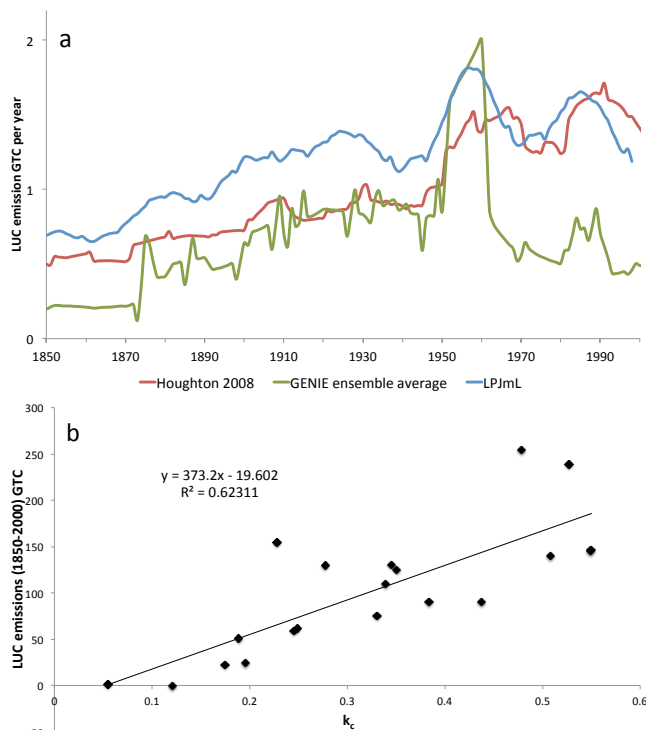 a
2
1
0
LUC emission GTC per year
1850 1870 1890 1910 1930 1950 1970 1990
Houghton 2008 GENIE ensemble average LPJmL
b
300
250
200
150
100
50
0
LUC emissions (1850-2000) GTC
y = 373.2x - 19.602
R² = 0.62311
0 0.1 0.2 0.3 0.4 0.5 0.6
k_c